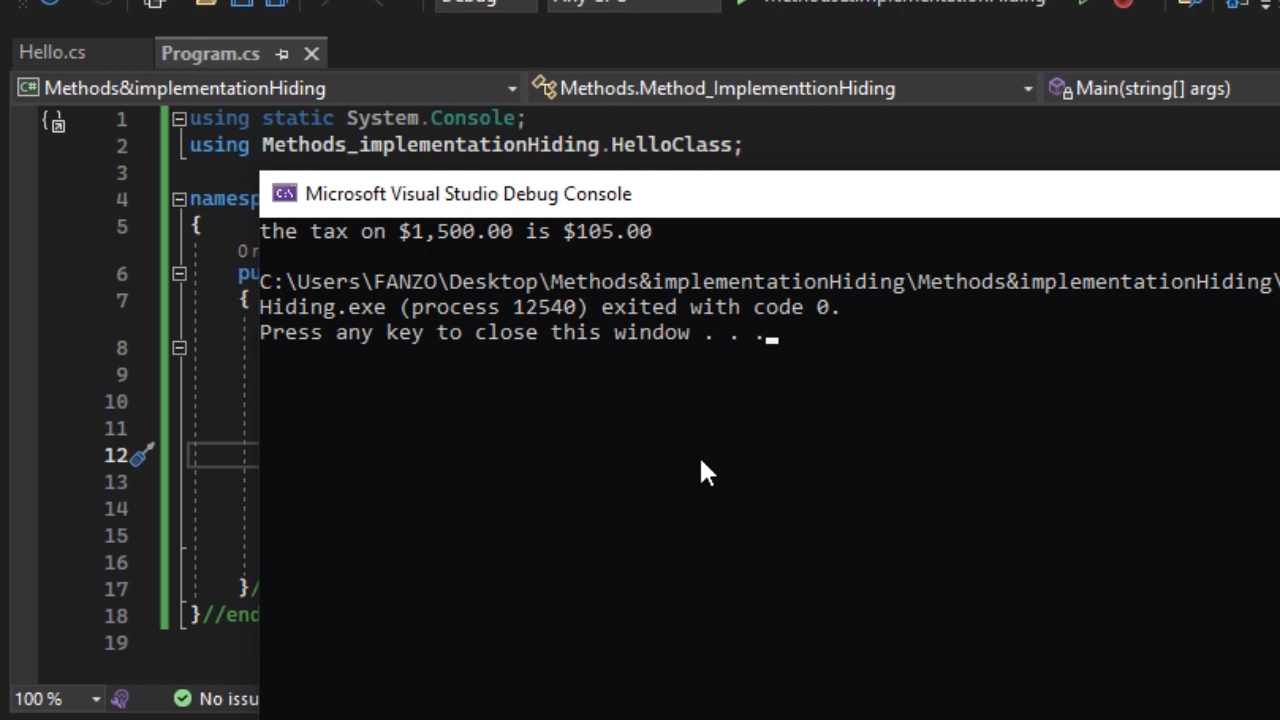 Hello.cs Program.cs
C# Methods&implementationHiding Methods.Method_ImplementtionHiding Main(string[] args)
1 using static System.Console;
2 using Methods_implementationHiding.HelloClass;
3
4 namesp
5 {
0 r
6 pu
7 {
8
9
10
11
12
13
14
15
16
17 }/
18 }//end
19
Microsoft Visual Studio Debug Console
the tax on $1,500.00 is $105.00
C:\Users\FANZO\Desktop\Methods&implementationHiding\Methods&implementationHiding\
Hiding.exe (process 12540) exited with code 0.
Press any key to close this window . . .
100 % No issu